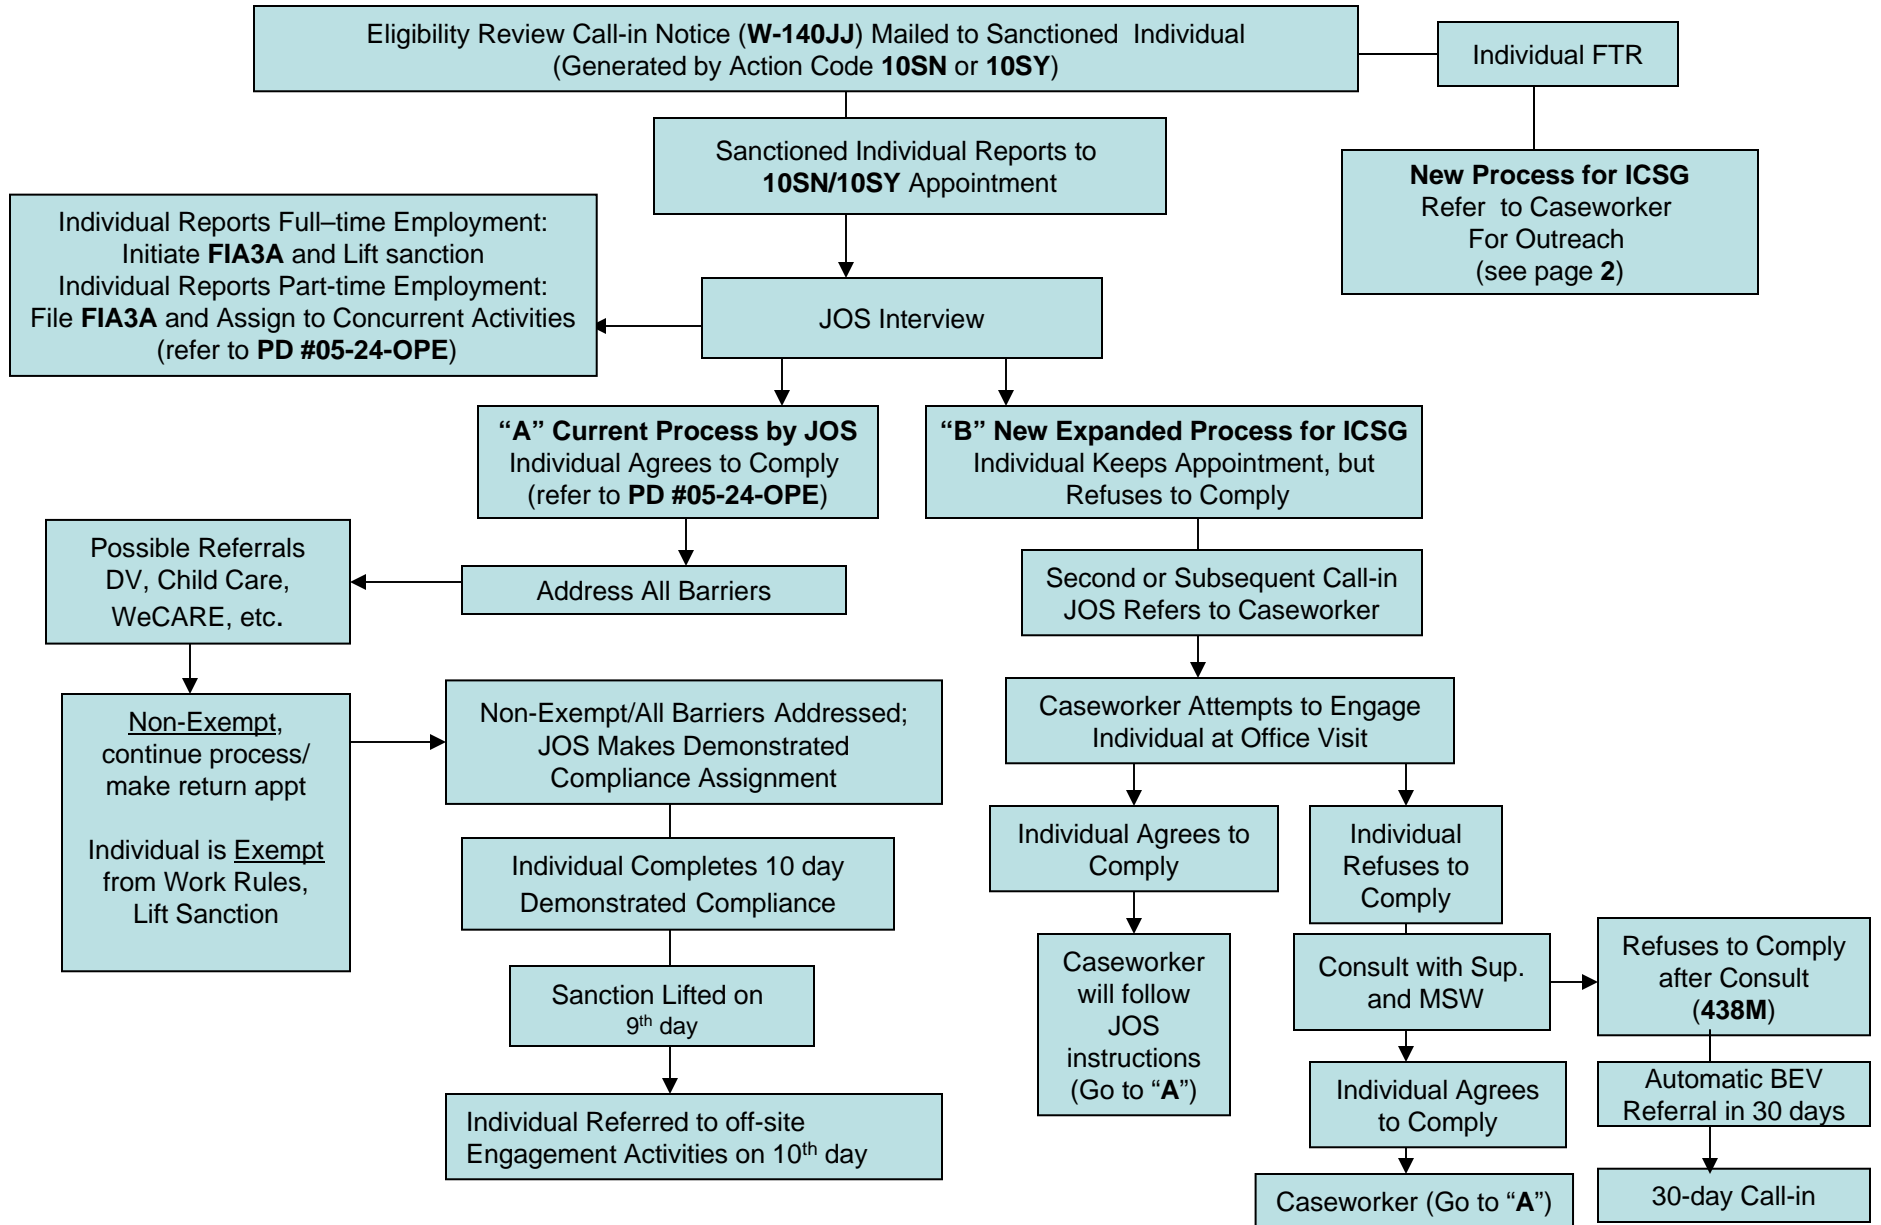 Eligibility Review Call-in Notice (W-140JJ) Mailed to Sanctioned Individual
(Generated by Action Code 10SN or 10SY)
Individual FTR
Sanctioned Individual Reports to
10SN/10SY Appointment
New Process for ICSG
Refer to Caseworker
For Outreach
(see page 2)
Individual Reports Full–time Employment:
Initiate FIA3A and Lift sanction
Individual Reports Part-time Employment:
File FIA3A and Assign to Concurrent Activities
(refer to PD #05-24-OPE)
JOS Interview
“A” Current Process by JOS
Individual Agrees to Comply
(refer to PD #05-24-OPE)
“B” New Expanded Process for ICSG
Individual Keeps Appointment, but
Refuses to Comply
Possible Referrals
DV, Child Care,
WeCARE, etc.
Address All Barriers
Second or Subsequent Call-in
JOS Refers to Caseworker
Non-Exempt,
continue process/
make return appt
Individual is Exempt
from Work Rules,
Lift Sanction
Non-Exempt/All Barriers Addressed;
JOS Makes Demonstrated
Compliance Assignment
Caseworker Attempts to Engage
Individual at Office Visit
Individual Completes 10 day
Demonstrated Compliance
Individual Agrees to
Comply
Individual
Refuses to
Comply
Sanction Lifted on
9th day
Caseworker
will follow
JOS
instructions
(Go to “A”)
Consult with Sup.
and MSW
Refuses to Comply
after Consult
(438M)
Individual Referred to off-site
Engagement Activities on 10th day
Individual Agrees
to Comply
Automatic BEV
Referral in 30 days
Caseworker (Go to “A”)
30-day Call-in